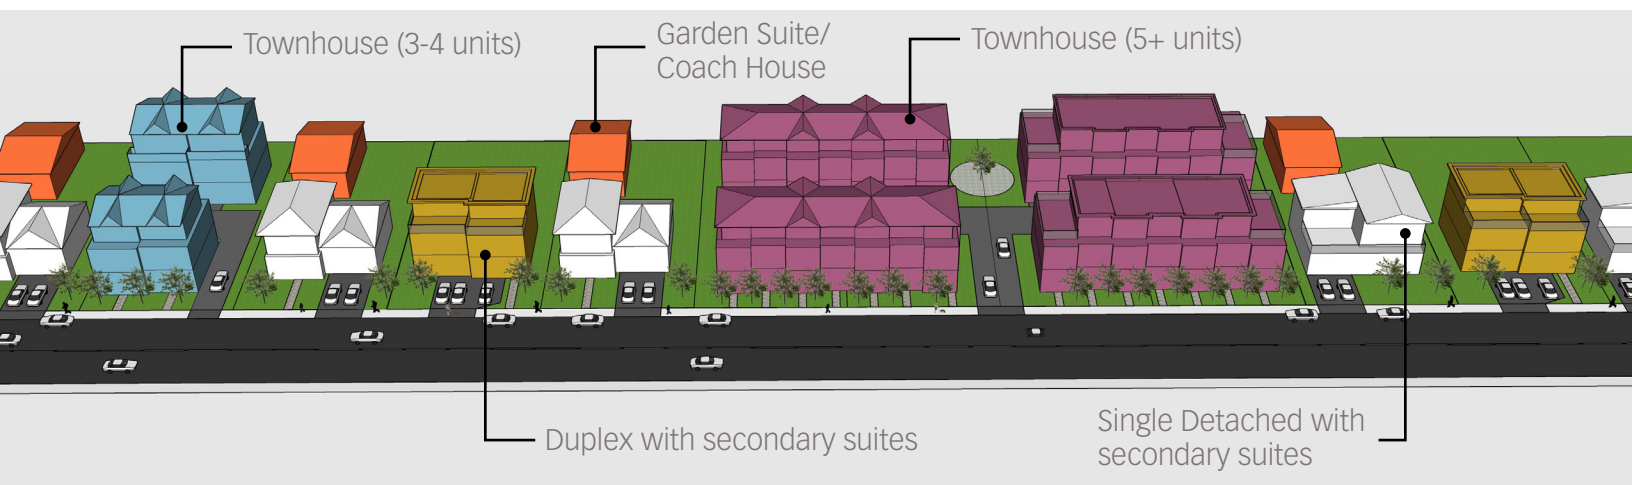 Townhouse (3-4 units)
Garden Suite/
Coach House
Townhouse (5+ units)
Duplex with secondary suites
Single Detached with
secondary suites